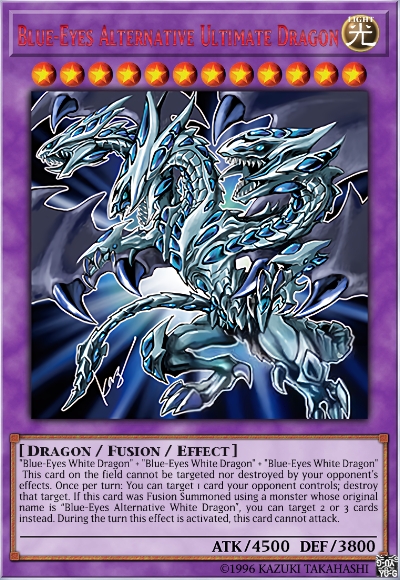 Blue-Eyes Alternative Ultimate Dragon
LIGHT
光
[ Dragon / Fusion / Effect ]
"Blue-Eyes White Dragon" + "Blue-Eyes White Dragon" + "Blue-Eyes White Dragon"
This card on the field cannot be targeted nor destroyed by your opponent's
effects. Once per turn: You can target 1 card your opponent controls; destroy
that target. If this card was Fusion Summoned using a monster whose original
name is “Blue-Eyes Alternative White Dragon”, you can target 2 or 3 cards
instead. During the turn this effect is activated, this card cannot attack.
ATK/4500 DEF/3800
©1996 KAZUKI TAKAHASHI